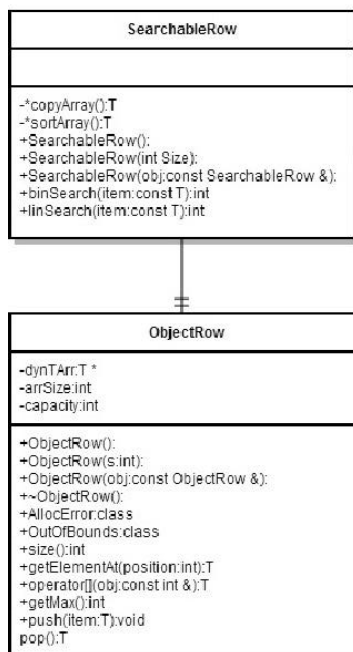 SearchableRow
-*copyArray():T
-*sortArray():T
+SearchableRow():
+SearchableRow(int Size):
+SearchableRow(obj:const SearchableRow &):
+binSearch(item:const T):int
+linSearch(item:const T):int
ObjectRow
-dynTArr:T *
-arrSize:int
-capacity:int
+ObjectRow():
+ObjectRow(s:int):
+ObjectRow(obj:const ObjectRow &):
+~ObjectRow():
+AllocError:class
+OutOfBounds:class
+size():int
+getElementAt(position:int):T
+operator[](obj:const int &):T
+getMax():int
+push(item:T):void
pop():T